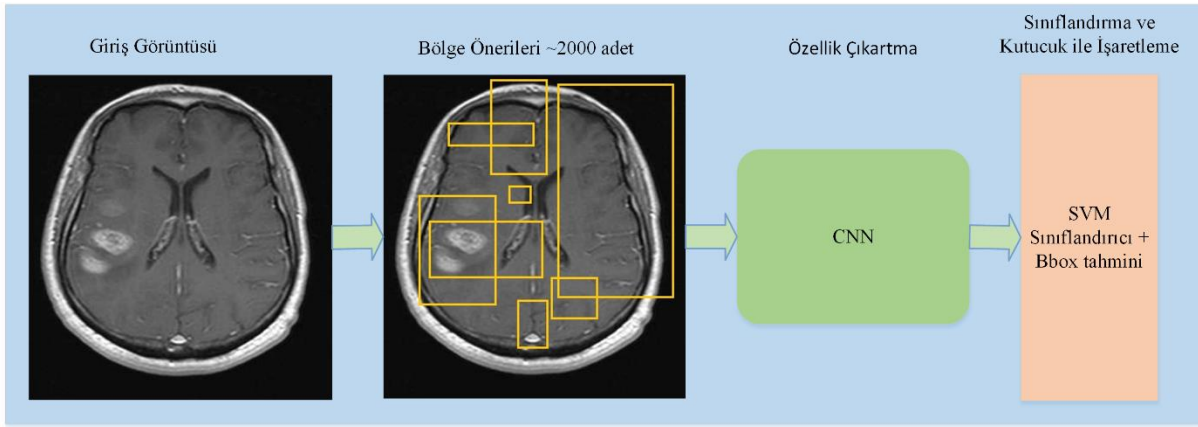 Giriş Görüntüsü
Bölge Önerileri ~2000 adet
Özellik Çıkartma
Sınıflandırma ve
Kutucuk ile İşaretleme
CNN
SVM
Sınıflandırıcı +
Bbox tahmini